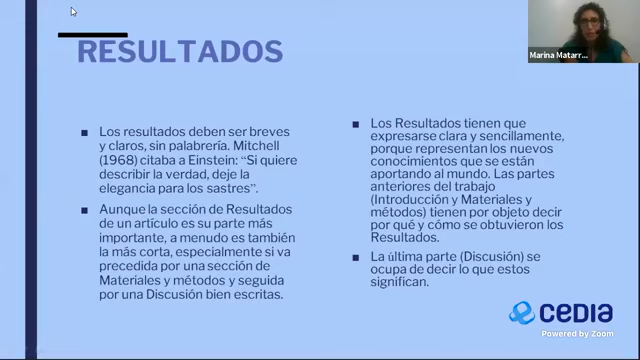 RESULTADOS
Los resultados deben ser breves
y claros, sin palabrería. Mitchell
(1968) citaba a Einstein: “Si quiere
describir la verdad, deje la
elegancia para los sastres”.
Aunque la sección de Resultados
de un artículo es su parte más
importante, a menudo es también
la más corta, especialmente si va
precedida por una sección de
Materiales y métodos y seguida
por una Discusión bien escritas.
Los Resultados tienen que
expresarse clara y sencillamente,
porque representan los nuevos
conocimientos que se están
aportando al mundo. Las partes
anteriores del trabajo
(Introducción y Materiales y
métodos) tienen por objeto decir
por qué y cómo se obtuvieron los
Resultados.
La última parte (Discusión) se
ocupa de decir lo que estos
significan.
Marina Matarr...
CEDIA
Powered by Zoom